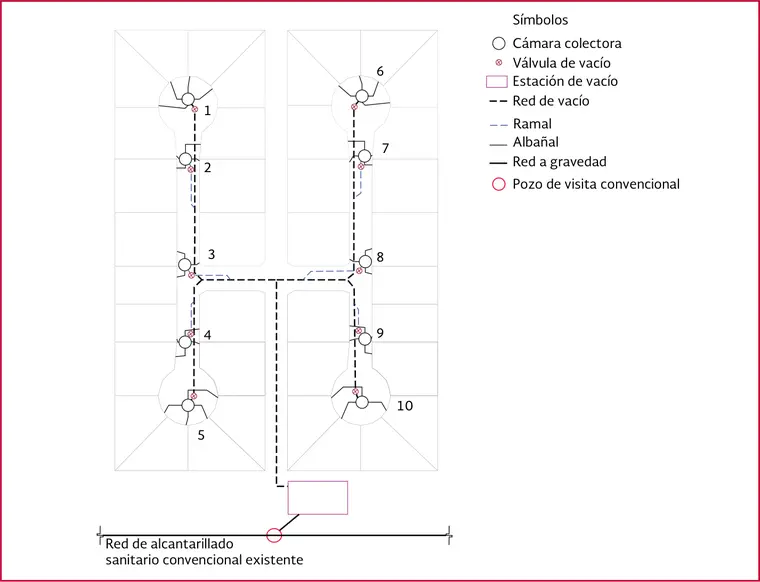 Símbolos
Cámara colectora
Válvula de vacío
Estación de vacío
Red de vacío
Ramal
Albañal
Red a gravedad
Pozo de visita convencional
1
2
3
4
5
6
7
8
9
10
Red de alcantarillado
sanitario convencional existente